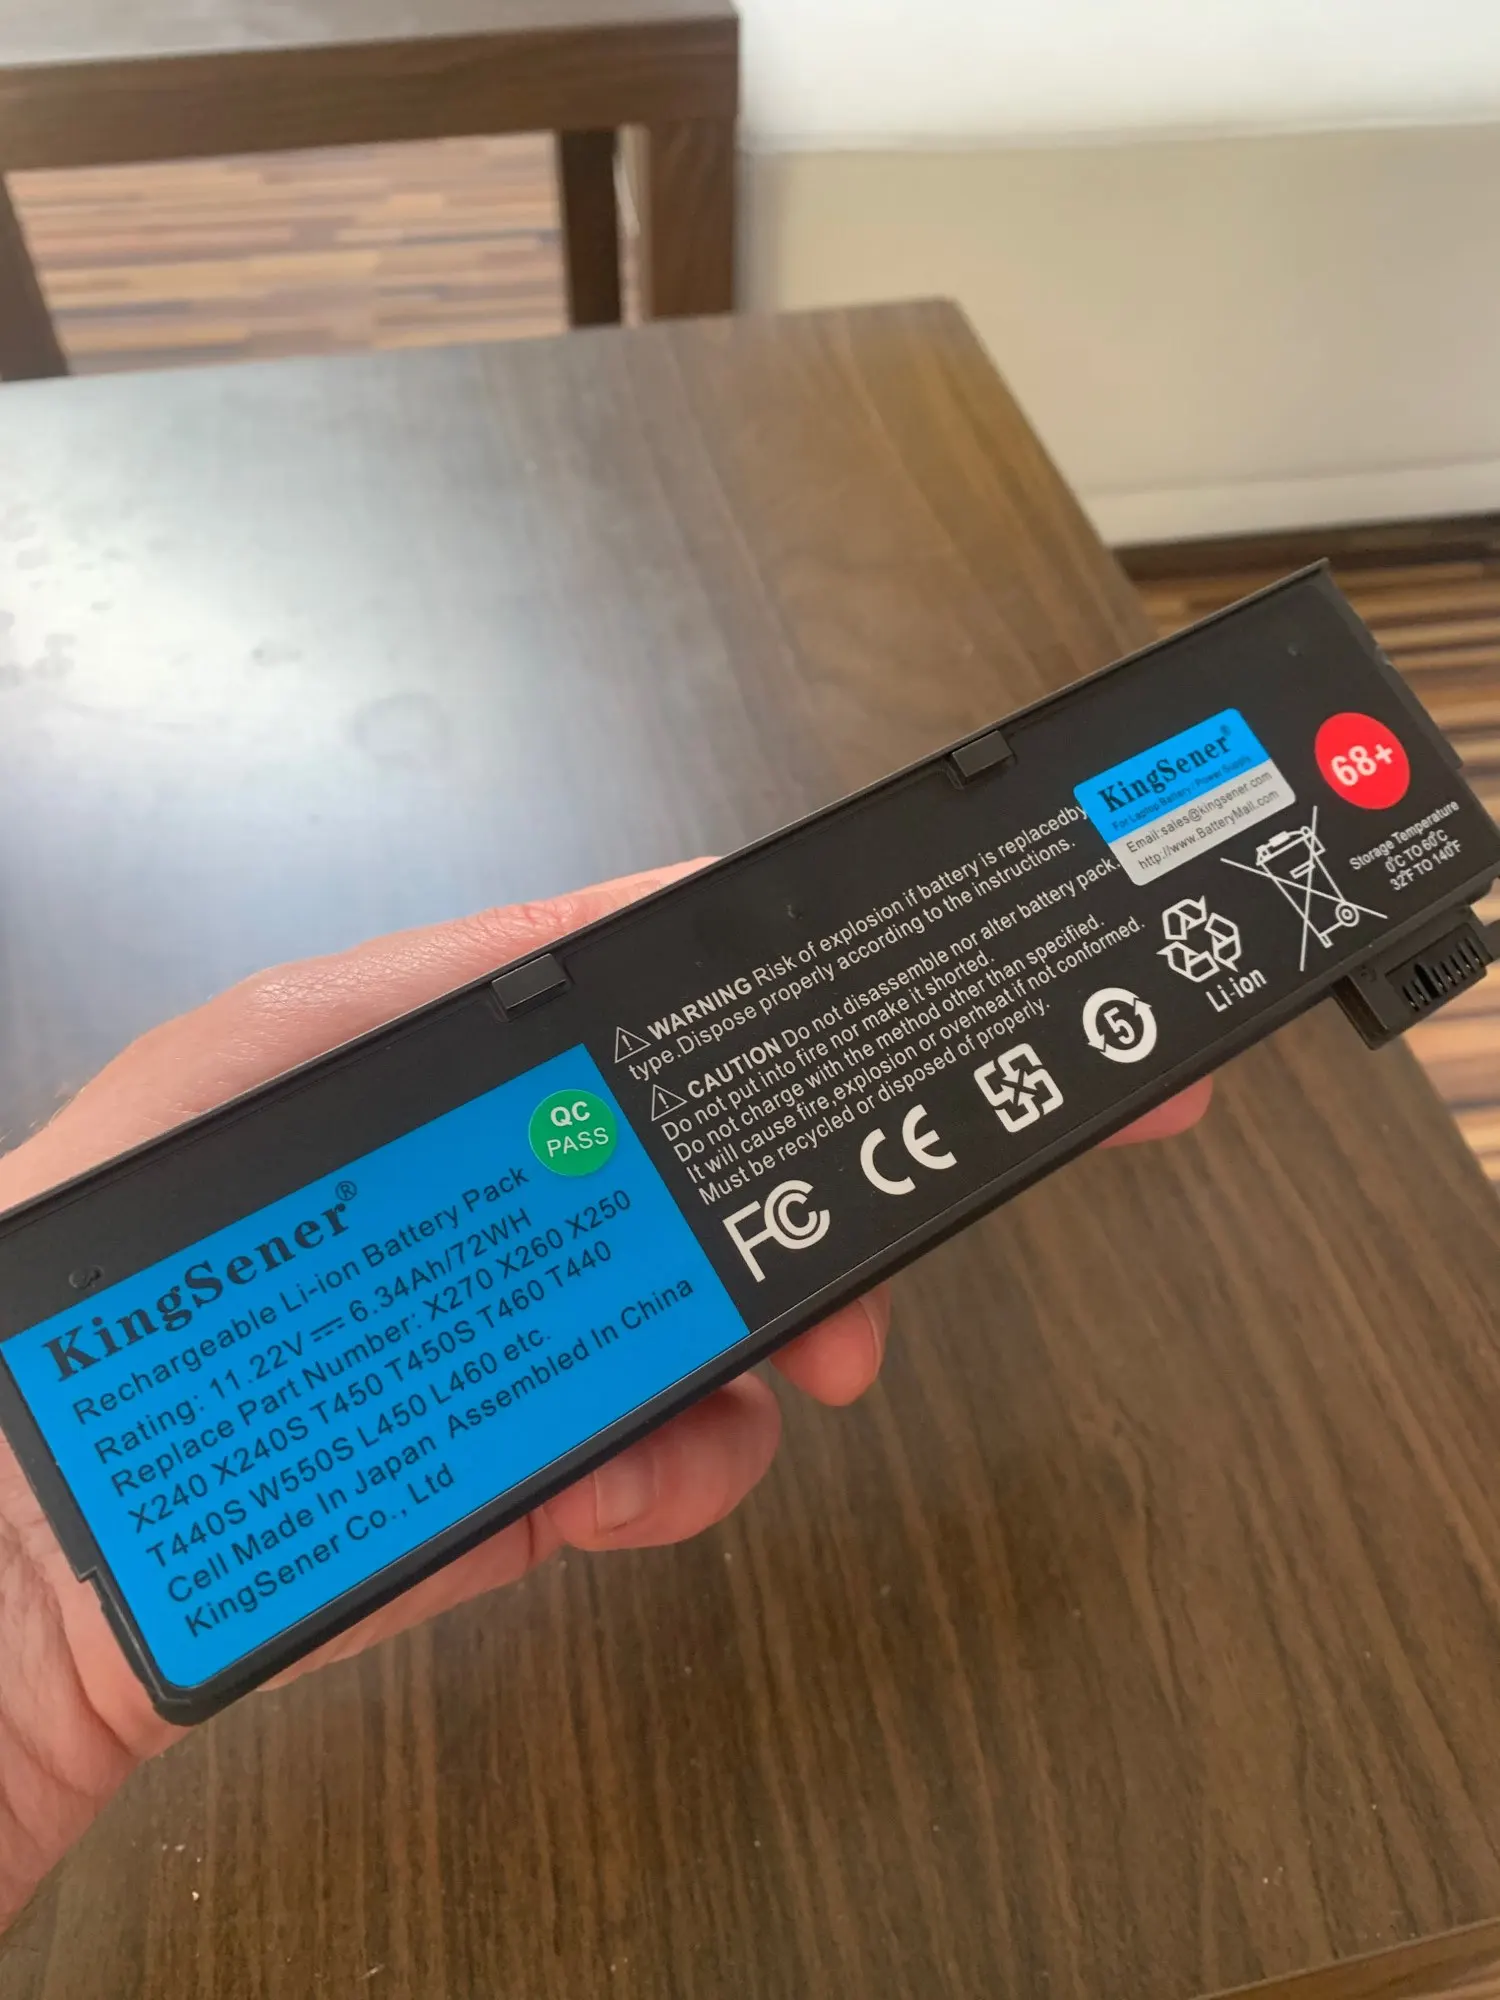 KingSener®
Rechargeable Li-ion Battery Pack
Rating: 11.22V ⎓ 6.34Ah/72WH
Replace Part Number: X270 X260 X250
X240 X240S T450 T450S T460 T440
T440S W550S L450 L460 etc.
Cell Made In Japan Assembled In China
KingSener Co., Ltd
QC
PASS
⚠ WARNING Risk of explosion if battery is replacedby
type.Dispose properly according to the instructions.
⚠ CAUTION Do not disassemble nor alter battery pack.
Do not put into fire nor make it shorted.
Do not charge with the method other than specified.
It will cause fire,explosion or overheat if not conformed.
Must be recycled or disposed of properly.
FC
CE
5
Li-ion
KingSener®
For Laptop Battery / Power Supply
Email:sales@kingsener.com
http://www.BatteryMall.com
68+
Storage Temperature
0°C TO 60°C
32°F TO 140°F